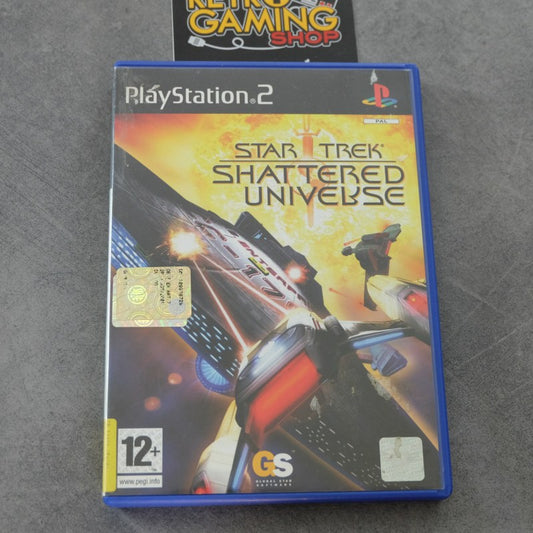 RETRO
GAMING
SHOP
PlayStation 2
PAL
STAR TREK
SHATTERED
UNIVERSE
12+
www.pegi.info
GS
GLOBAL STAR
SOFTWARE